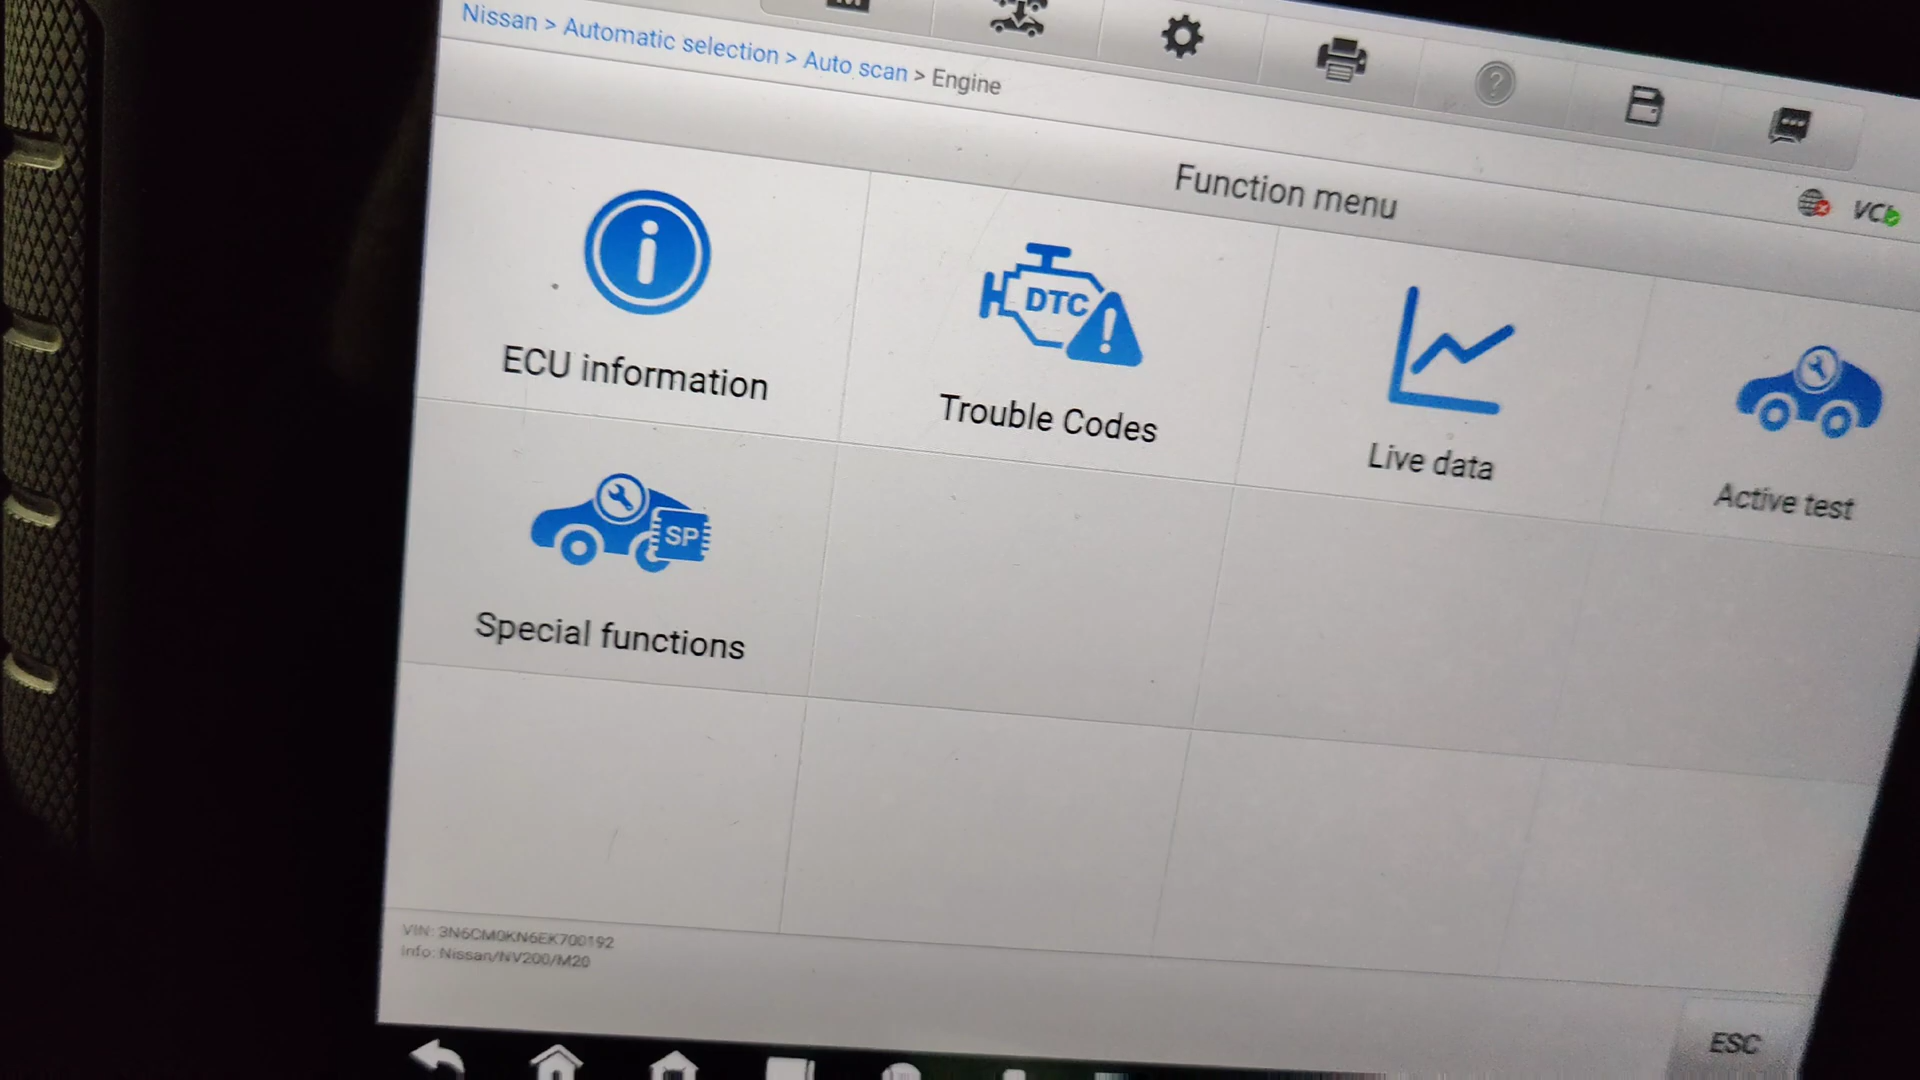 Nissan > Automatic selection > Auto scan > Engine
Function menu
VCI
ECU information
DTC
Trouble Codes
Live data
Active test
SP
Special functions
VIN: 3N6CM0KN6EK700192
Info: Nissan/NV200/M20
ESC